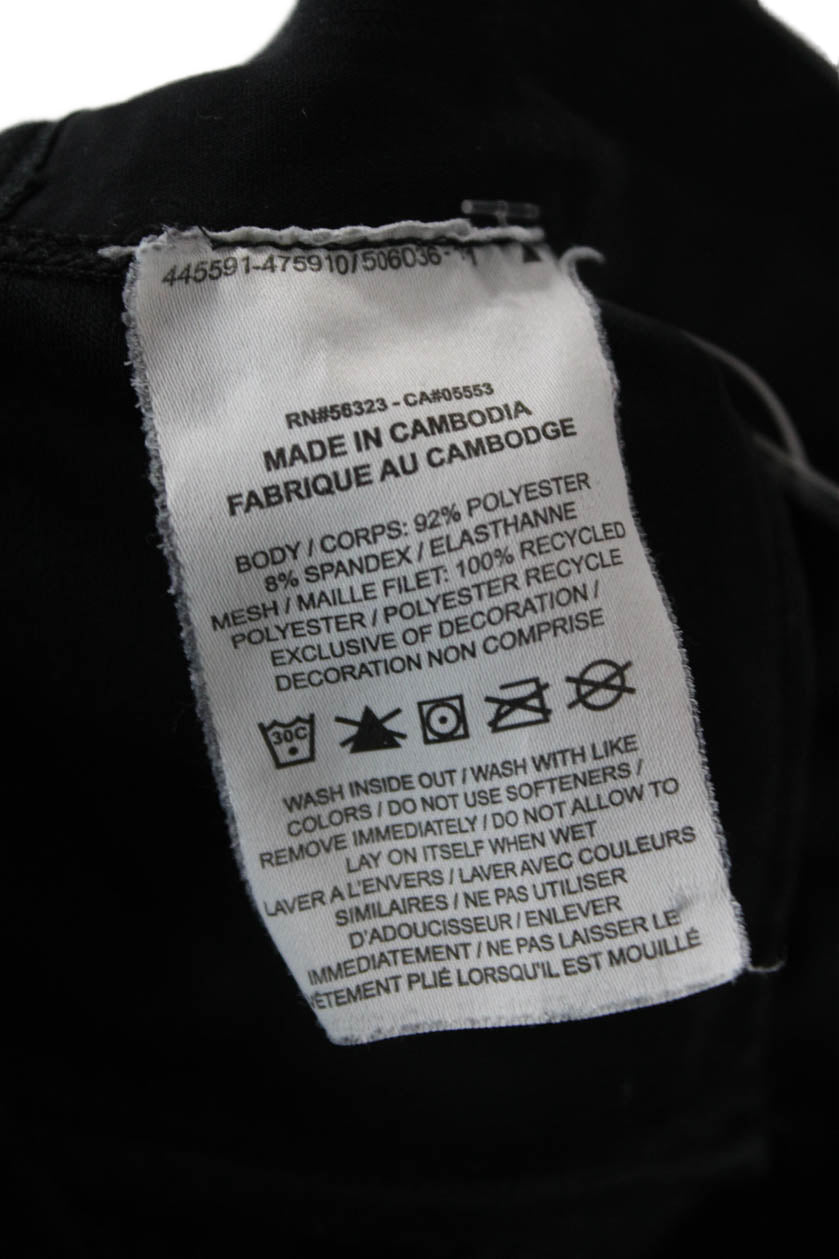 445591-475910/506036-
RN#56323 - CA#05553
MADE IN CAMBODIA
FABRIQUE AU CAMBODGE
BODY / CORPS: 92% POLYESTER
8% SPANDEX / ELASTHANNE
MESH / MAILLE FILET: 100% RECYCLED
POLYESTER / POLYESTER RECYCLE
EXCLUSIVE OF DECORATION /
DECORATION NON COMPRISE
30C
WASH INSIDE OUT / WASH WITH LIKE
COLORS / DO NOT USE SOFTENERS /
REMOVE IMMEDIATELY / DO NOT ALLOW TO
LAY ON ITSELF WHEN WET
LAVER A L'ENVERS / LAVER AVEC COULEURS
SIMILAIRES / NE PAS UTILISER
D'ADOUCISSEUR / ENLEVER
IMMEDIATEMENT / NE PAS LAISSER LE
VÊTEMENT PLIÉ LORSQU'IL EST MOUILLÉ